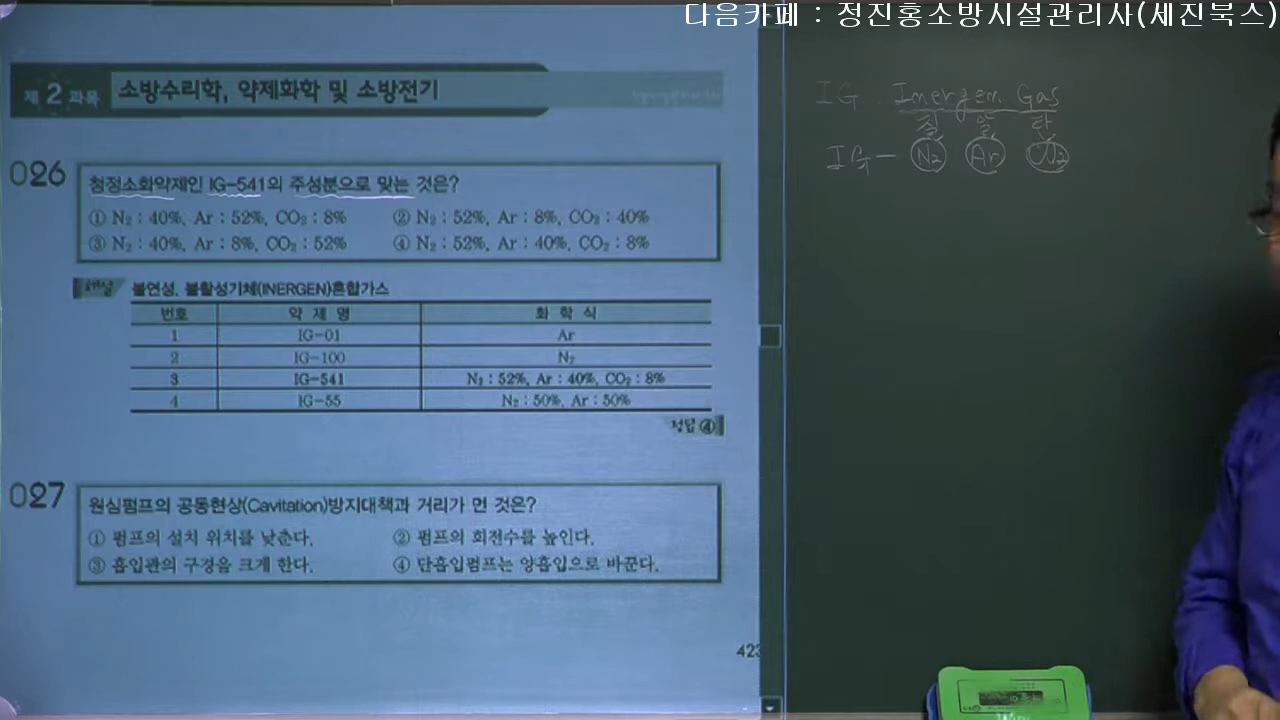 다음카페 : 정진홍소방시설관리사(세진북스)
제 2 과목 소방수리학, 약제화학 및 소방전기
026 청정소화약제인 IG-541의 주성분으로 맞는 것은?
① N₂ : 40%, Ar : 52%, CO₂ : 8% ② N₂ : 52%, Ar : 8%, CO₂ : 40%
③ N₂ : 40%, Ar : 8%, CO₂ : 52% ④ N₂ : 52%, Ar : 40%, CO₂ : 8%
해설 불연성, 불활성기체(INERGEN)혼합가스
번호 약 제 명 화 학 식
1 IG-01 Ar
2 IG-100 N₂
3 IG-541 N₂ : 52%, Ar : 40%, CO₂ : 8%
4 IG-55 N₂ : 50%, Ar : 50%
정답 ④
027 원심펌프의 공동현상(Cavitation)방지대책과 거리가 먼 것은?
① 펌프의 설치 위치를 낮춘다. ② 펌프의 회전수를 높인다.
③ 흡입관의 구경을 크게 한다. ④ 단흡입펌프는 양흡입으로 바꾼다.
423
IG : Inergen Gas
질 알 탄
IG - N₂ Ar CO₂